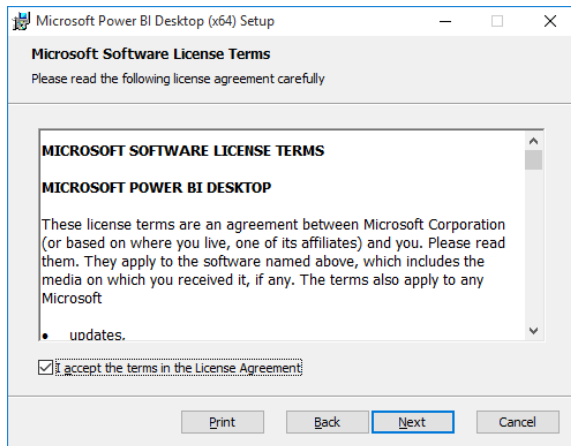 Microsoft Power BI Desktop (x64) Setup
Microsoft Software License Terms
Please read the following license agreement carefully
MICROSOFT SOFTWARE LICENSE TERMS
MICROSOFT POWER BI DESKTOP
These license terms are an agreement between Microsoft Corporation
(or based on where you live, one of its affiliates) and you. Please read
them. They apply to the software named above, which includes the
media on which you received it, if any. The terms also apply to any
Microsoft
• updates,
I accept the terms in the License Agreement
Print Back Next Cancel